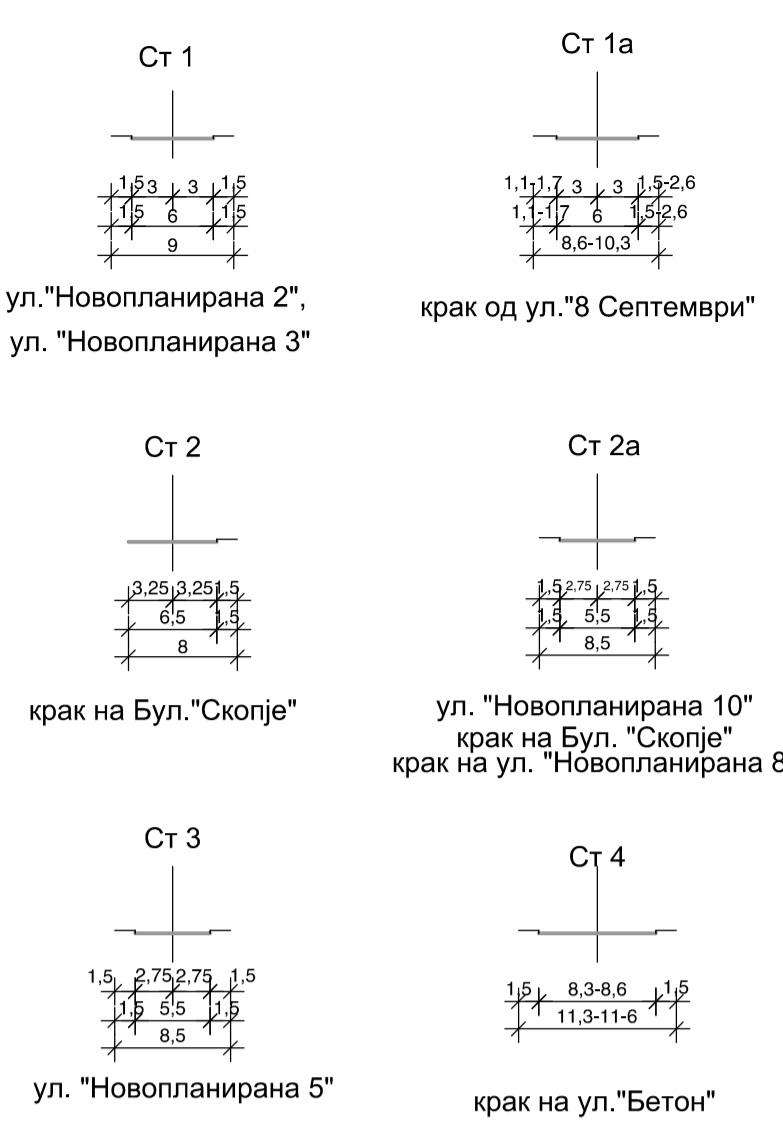 Ст 1
1,5 3 3 1,5
1,5 6 1,5
9
ул."Новопланирана 2",
ул. "Новопланирана 3"
Ст 1а
1,1-1,7 3 3 1,5-2,6
1,1-1,7 6 1,5-2,6
8,6-10,3
крак од ул."8 Септември"
Ст 2
3,25 3,25 1,5
6,5 1,5
8
крак на Бул."Скопје"
Ст 2а
1,5 2,75 2,75 1,5
1,5 5,5 1,5
8,5
ул. "Новопланирана 10"
крак на Бул. "Скопје"
крак на ул. "Новопланирана 8
Ст 3
1,5 2,75 2,75 1,5
1,5 5,5 1,5
8,5
ул. "Новопланирана 5"
Ст 4
1,5 8,3-8,6 1,5
11,3-11-6
крак на ул."Бетон"